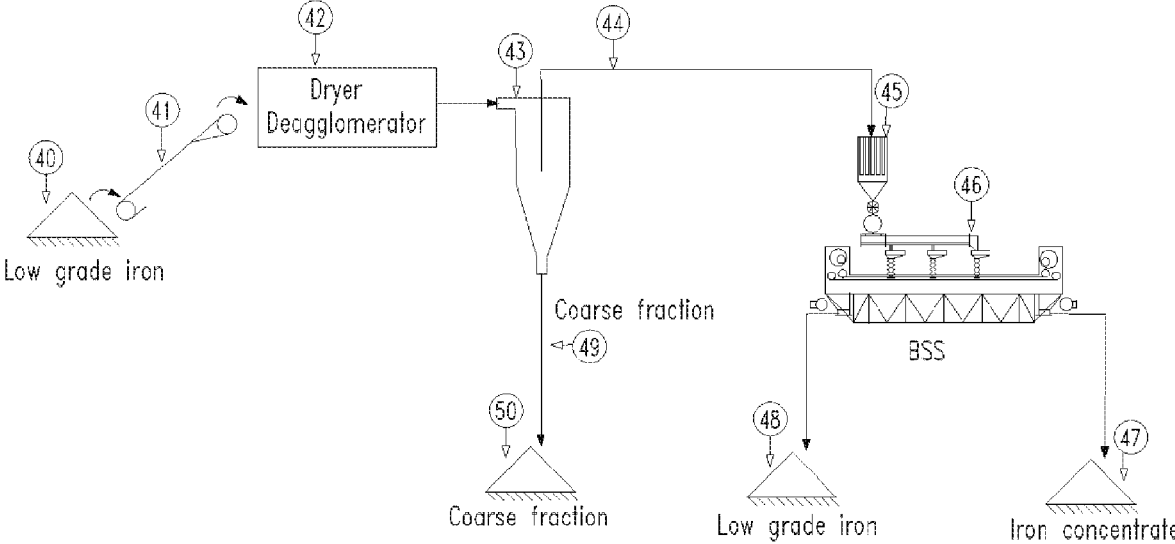 42
44
43
Dryer
Deagglomerator
41
45
40
46
Low grade iron
Coarse fraction
49
BSS
50
48
47
Coarse fraction
Low grade iron
Iron concentrate